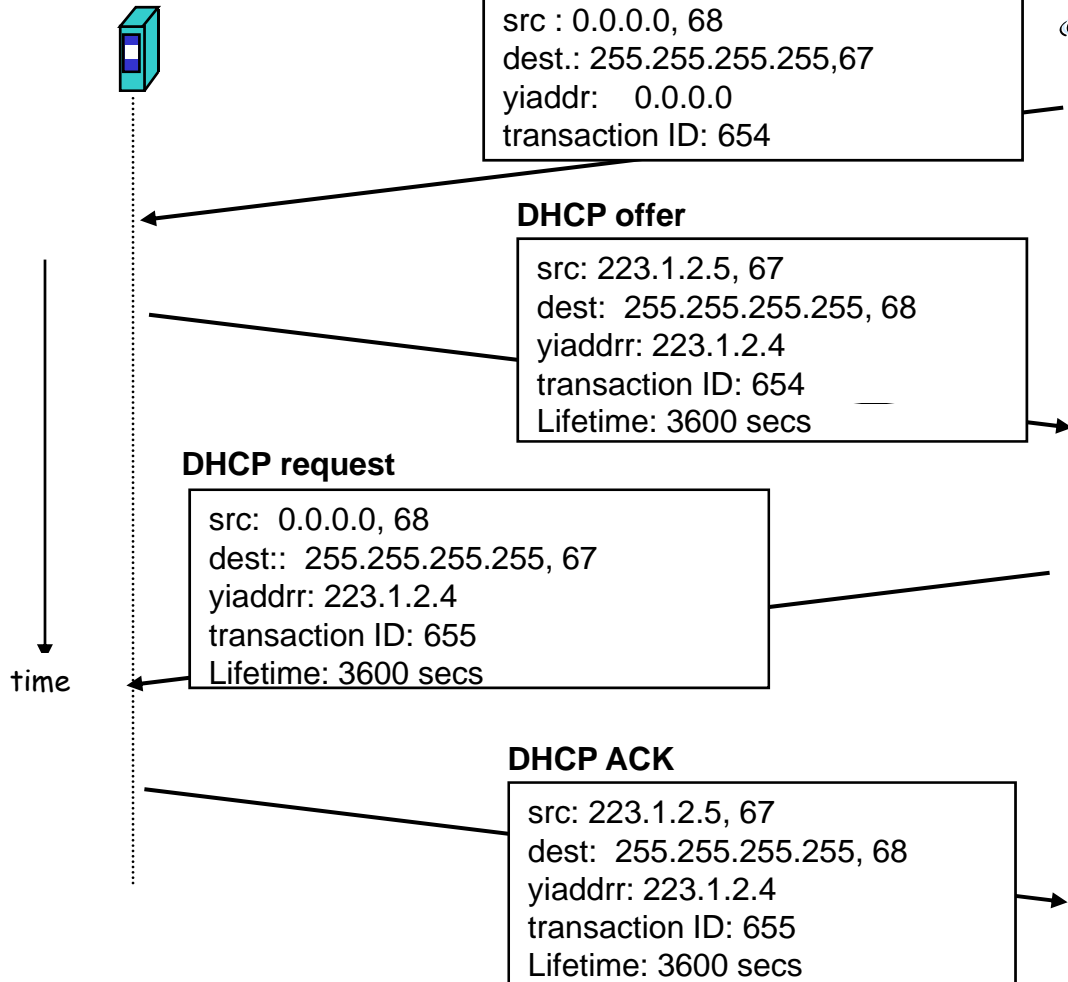 src : 0.0.0.0, 68
dest.: 255.255.255.255,67
yiaddr: 0.0.0.0
transaction ID: 654
DHCP offer
src: 223.1.2.5, 67
dest: 255.255.255.255, 68
yiaddrr: 223.1.2.4
transaction ID: 654
Lifetime: 3600 secs
DHCP request
src: 0.0.0.0, 68
dest:: 255.255.255.255, 67
yiaddrr: 223.1.2.4
transaction ID: 655
Lifetime: 3600 secs
time
DHCP ACK
src: 223.1.2.5, 67
dest: 255.255.255.255, 68
yiaddrr: 223.1.2.4
transaction ID: 655
Lifetime: 3600 secs